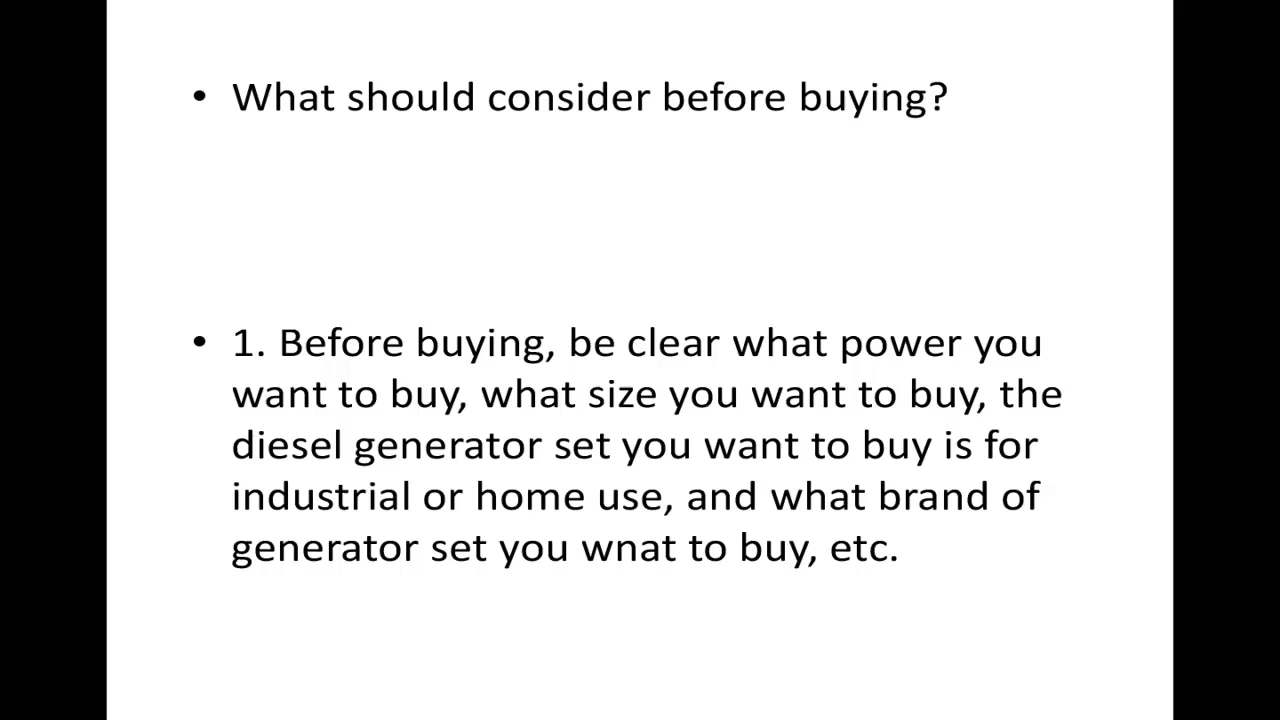 • What should consider before buying?
• 1. Before buying, be clear what power you
want to buy, what size you want to buy, the
diesel generator set you want to buy is for
industrial or home use, and what brand of
generator set you wnat to buy, etc.